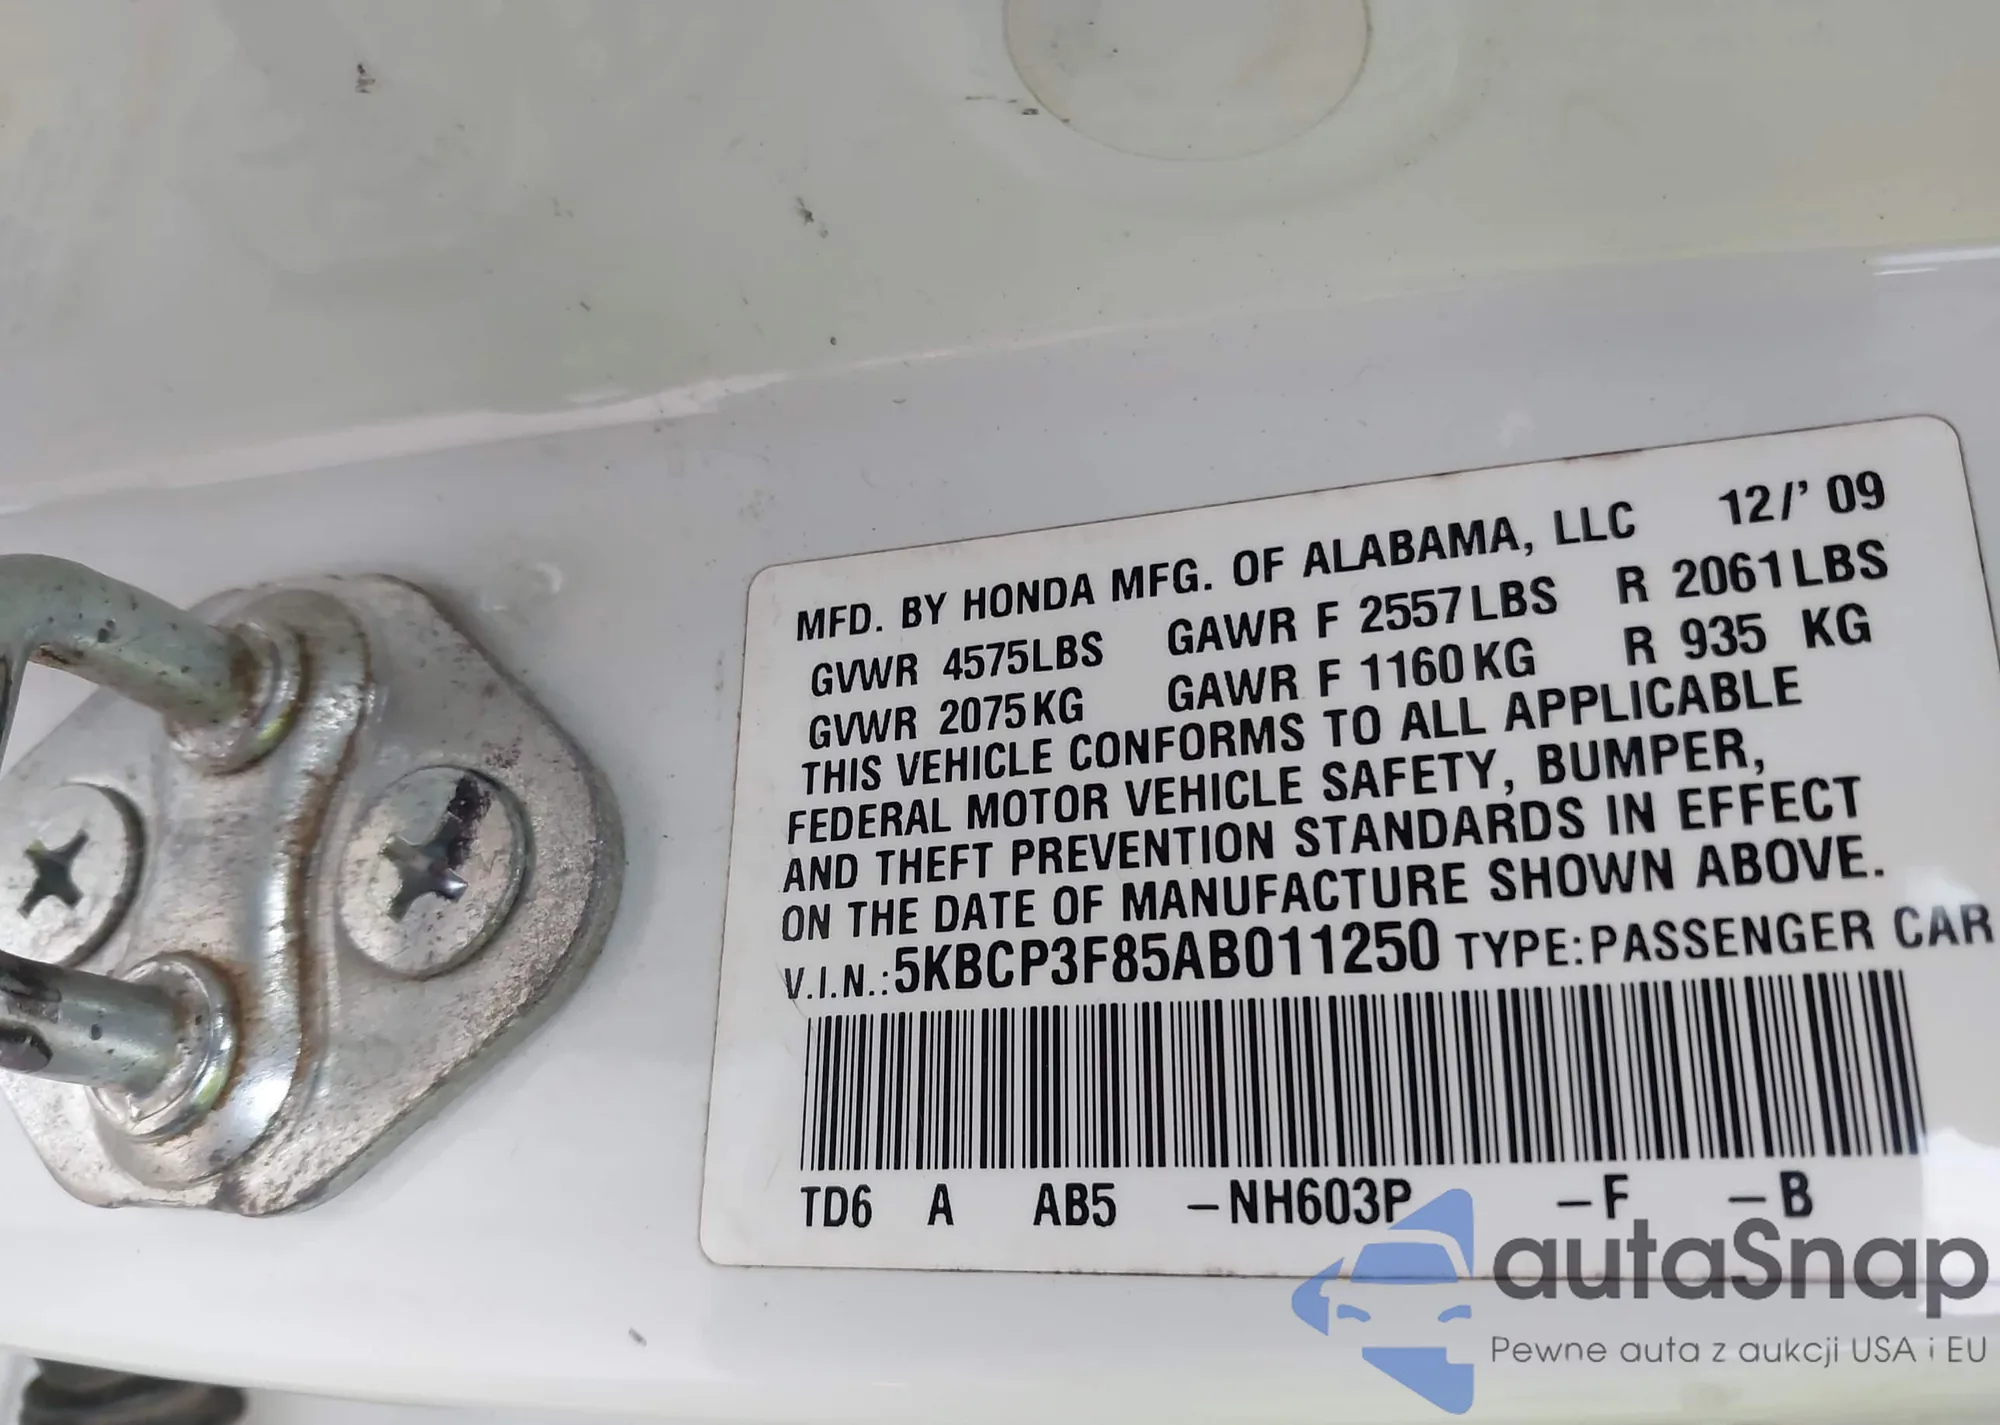 MFD. BY HONDA MFG. OF ALABAMA, LLC 12/' 09
GVWR 4575LBS GAWR F 2557LBS R 2061LBS
GVWR 2075KG GAWR F 1160KG R 935 KG
THIS VEHICLE CONFORMS TO ALL APPLICABLE
FEDERAL MOTOR VEHICLE SAFETY, BUMPER,
AND THEFT PREVENTION STANDARDS IN EFFECT
ON THE DATE OF MANUFACTURE SHOWN ABOVE.
V.I.N.: 5KBCP3F85AB011250 TYPE: PASSENGER CAR
TD6 A AB5 -NH603P -F -B
autaSnap
Pewne auta z aukcji USA i EU